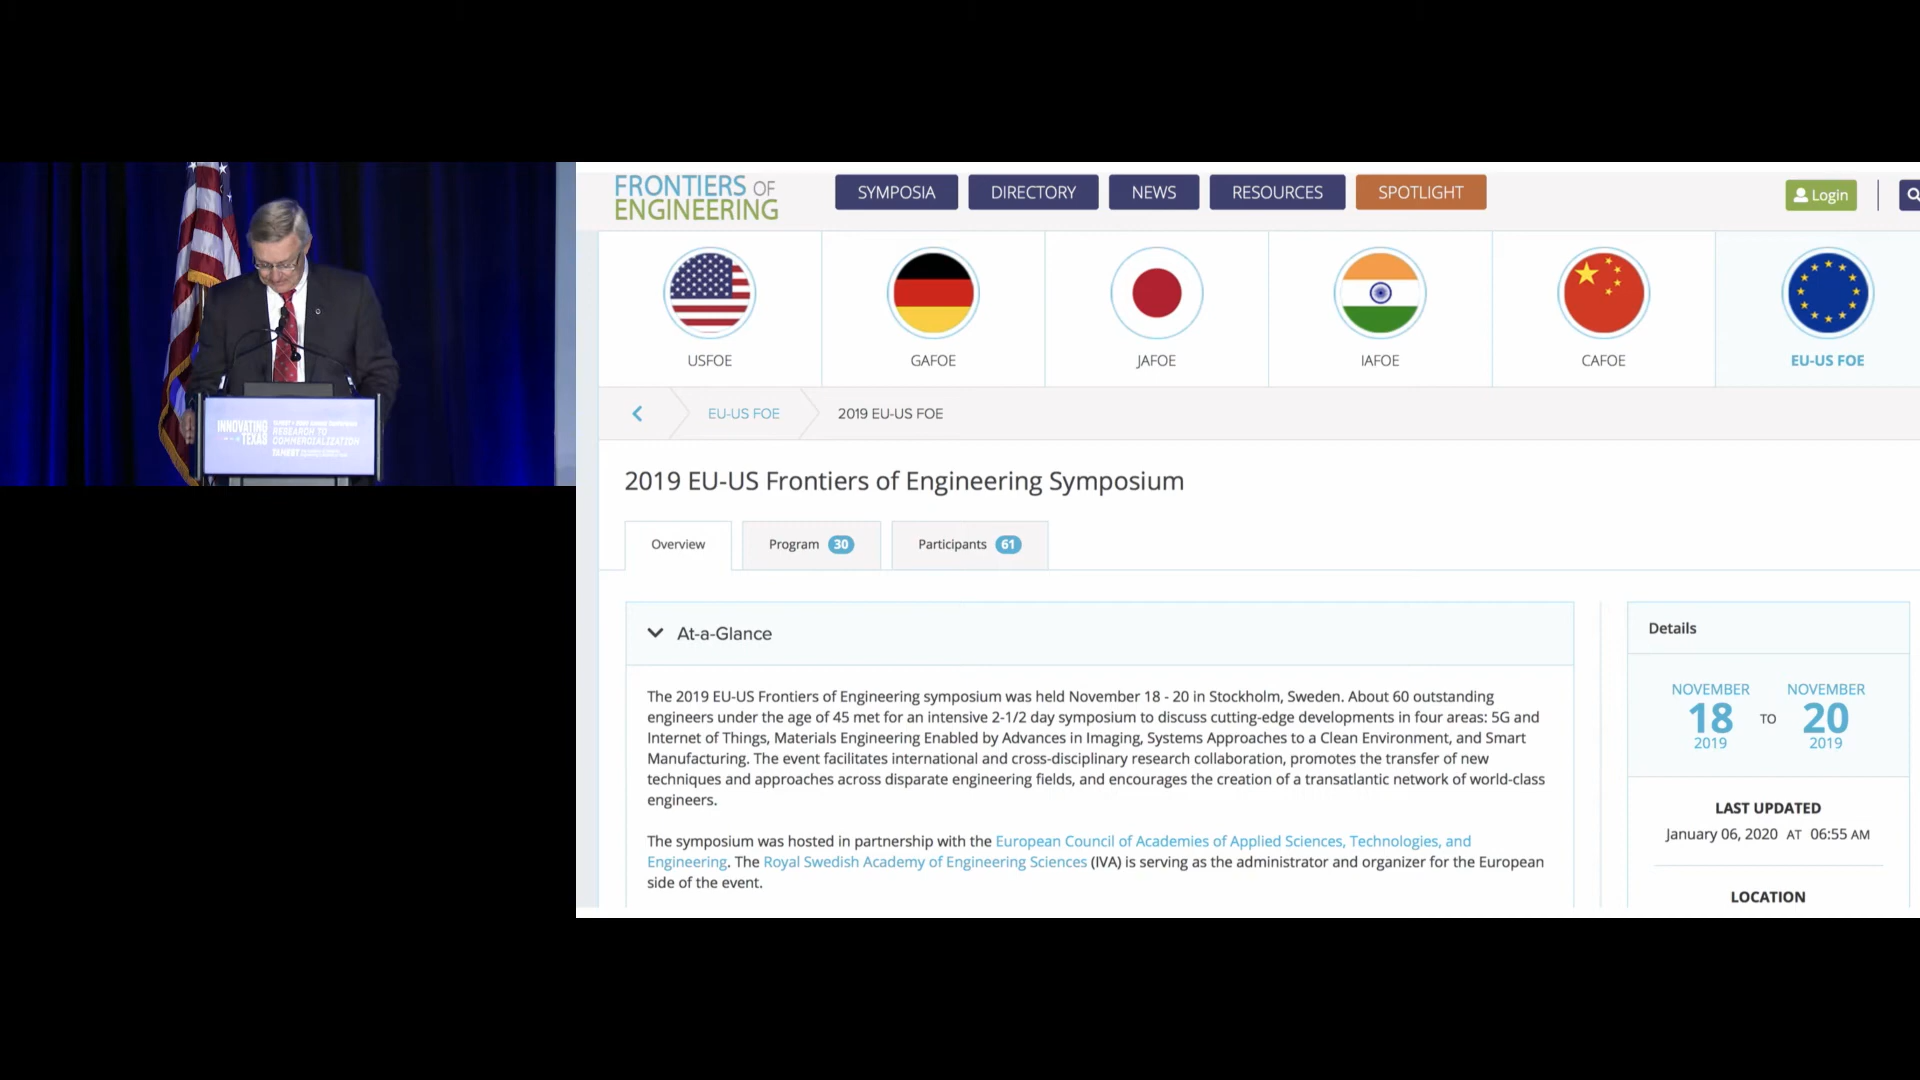 INNOVATING
TEXAS
RESEARCH TO
COMMERCIALIZATION
TAMEST
FRONTIERS OF
ENGINEERING
SYMPOSIA
DIRECTORY
NEWS
RESOURCES
SPOTLIGHT
Login
USFOE
GAFOE
JAFOE
IAFOE
CAFOE
EU-US FOE
EU-US FOE
2019 EU-US FOE
2019 EU-US Frontiers of Engineering Symposium
Overview
Program 30
Participants 61
At-a-Glance
The 2019 EU-US Frontiers of Engineering symposium was held November 18 - 20 in Stockholm, Sweden. About 60 outstanding
engineers under the age of 45 met for an intensive 2-1/2 day symposium to discuss cutting-edge developments in four areas: 5G and
Internet of Things, Materials Engineering Enabled by Advances in Imaging, Systems Approaches to a Clean Environment, and Smart
Manufacturing. The event facilitates international and cross-disciplinary research collaboration, promotes the transfer of new
techniques and approaches across disparate engineering fields, and encourages the creation of a transatlantic network of world-class
engineers.
The symposium was hosted in partnership with the European Council of Academies of Applied Sciences, Technologies, and
Engineering. The Royal Swedish Academy of Engineering Sciences (IVA) is serving as the administrator and organizer for the European
side of the event.
Details
NOVEMBER
18
2019
TO
NOVEMBER
20
2019
LAST UPDATED
January 06, 2020 AT 06:55 AM
LOCATION